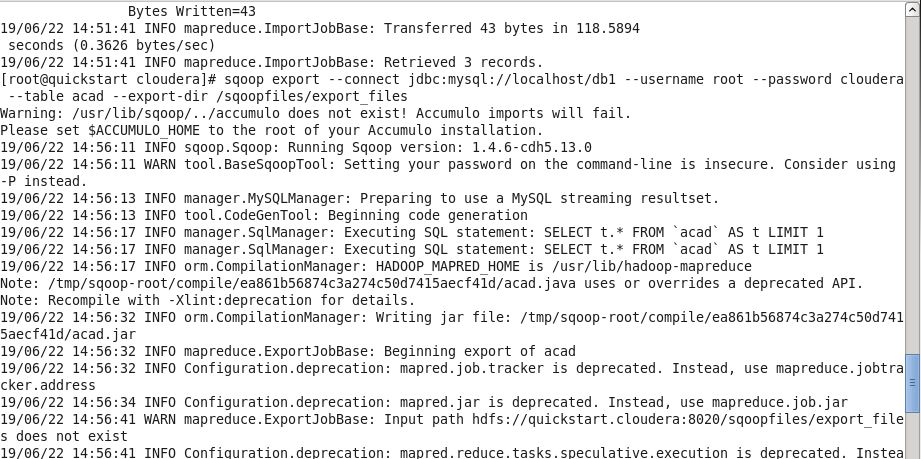 Bytes Written=43
19/06/22 14:51:41 INFO mapreduce.ImportJobBase: Transferred 43 bytes in 118.5894
 seconds (0.3626 bytes/sec)
19/06/22 14:51:41 INFO mapreduce.ImportJobBase: Retrieved 3 records.
[root@quickstart cloudera]# sqoop export --connect jdbc:mysql://localhost/db1 --username root --password cloudera
 --table acad --export-dir /sqoopfiles/export_files
Warning: /usr/lib/sqoop/../accumulo does not exist! Accumulo imports will fail.
Please set $ACCUMULO_HOME to the root of your Accumulo installation.
19/06/22 14:56:11 INFO sqoop.Sqoop: Running Sqoop version: 1.4.6-cdh5.13.0
19/06/22 14:56:11 WARN tool.BaseSqoopTool: Setting your password on the command-line is insecure. Consider using
-P instead.
19/06/22 14:56:13 INFO manager.MySQLManager: Preparing to use a MySQL streaming resultset.
19/06/22 14:56:13 INFO tool.CodeGenTool: Beginning code generation
19/06/22 14:56:17 INFO manager.SqlManager: Executing SQL statement: SELECT t.* FROM `acad` AS t LIMIT 1
19/06/22 14:56:17 INFO manager.SqlManager: Executing SQL statement: SELECT t.* FROM `acad` AS t LIMIT 1
19/06/22 14:56:17 INFO orm.CompilationManager: HADOOP_MAPRED_HOME is /usr/lib/hadoop-mapreduce
Note: /tmp/sqoop-root/compile/ea861b56874c3a274c50d7415aecf41d/acad.java uses or overrides a deprecated API.
Note: Recompile with -Xlint:deprecation for details.
19/06/22 14:56:32 INFO orm.CompilationManager: Writing jar file: /tmp/sqoop-root/compile/ea861b56874c3a274c50d741
5aecf41d/acad.jar
19/06/22 14:56:32 INFO mapreduce.ExportJobBase: Beginning export of acad
19/06/22 14:56:32 INFO Configuration.deprecation: mapred.job.tracker is deprecated. Instead, use mapreduce.jobtra
cker.address
19/06/22 14:56:34 INFO Configuration.deprecation: mapred.jar is deprecated. Instead, use mapreduce.job.jar
19/06/22 14:56:41 WARN mapreduce.ExportJobBase: Input path hdfs://quickstart.cloudera:8020/sqoopfiles/export_file
s does not exist
19/06/22 14:56:41 INFO Configuration.deprecation: mapred.reduce.tasks.speculative.execution is deprecated. Instea